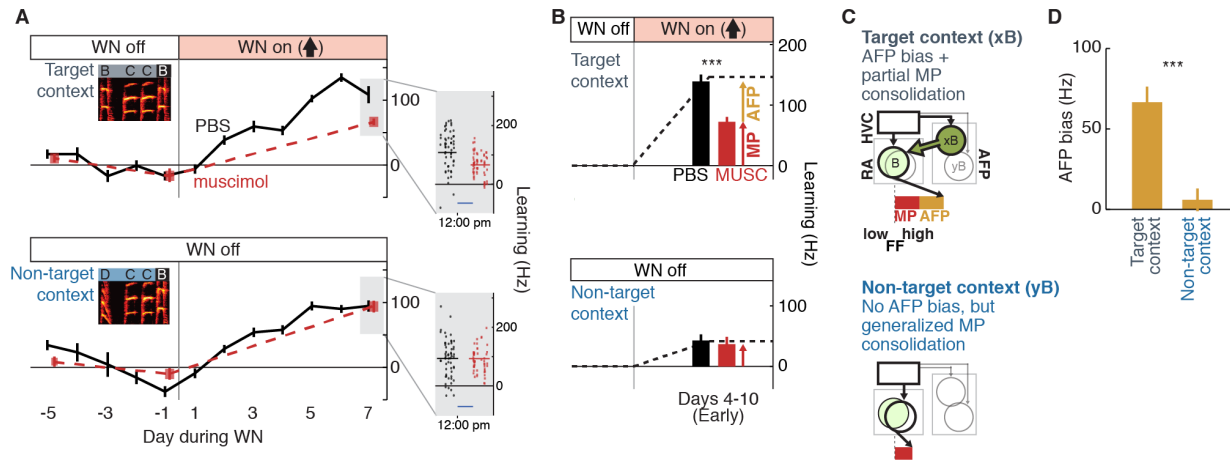 A
WN off
WN on (⬆)
Target
context
B C C B
PBS
muscimol
100
0
200
0
12:00 pm
WN off
Non-target
context
D C C B
100
0
200
0
12:00 pm
Learning (Hz)
-5 -3 -1 1 3 5 7
Day during WN
B
WN off
WN on (⬆)
Target
context
***
200
100
0
AFP
MP
PBS MUSC
Learning (Hz)
WN off
Non-target
context
100
0
Days 4-10
(Early)
C
Target context (xB)
AFP bias +
partial MP
consolidation
HVC
RA
AFP
xB
yB
B
MP AFP
low high
FF
Non-target context (yB)
No AFP bias, but
generalized MP
consolidation
D
AFP bias (Hz)
100
50
0
***
Target
context
Non-target
context